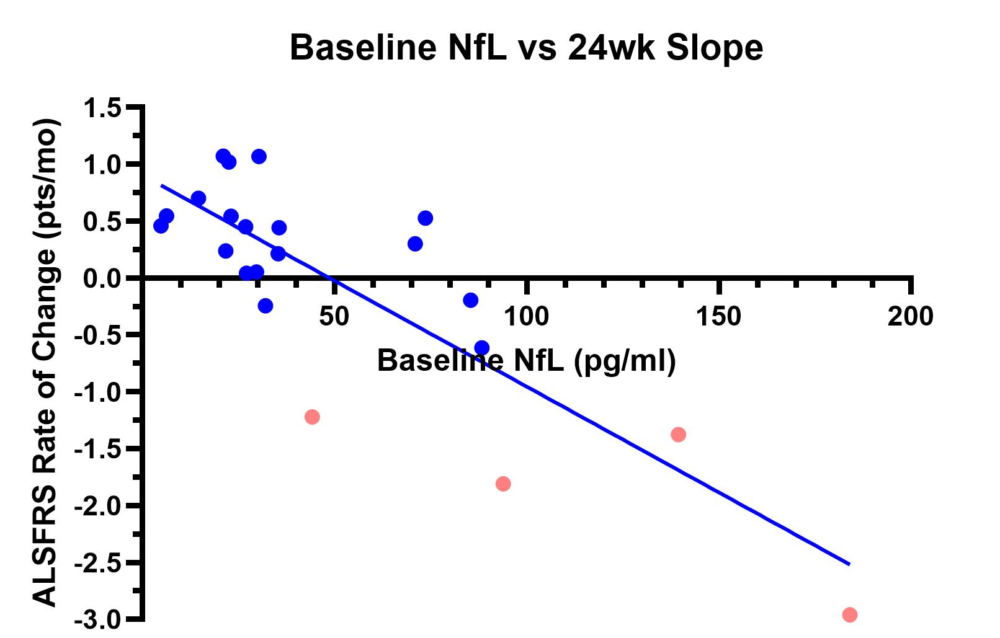 Baseline NfL vs 24wk Slope
ALSFRS Rate of Change (pts/mo)
1.5
1.0
0.5
0.0
-0.5
-1.0
-1.5
-2.0
-2.5
-3.0
50 100 150 200
Baseline NfL (pg/ml)